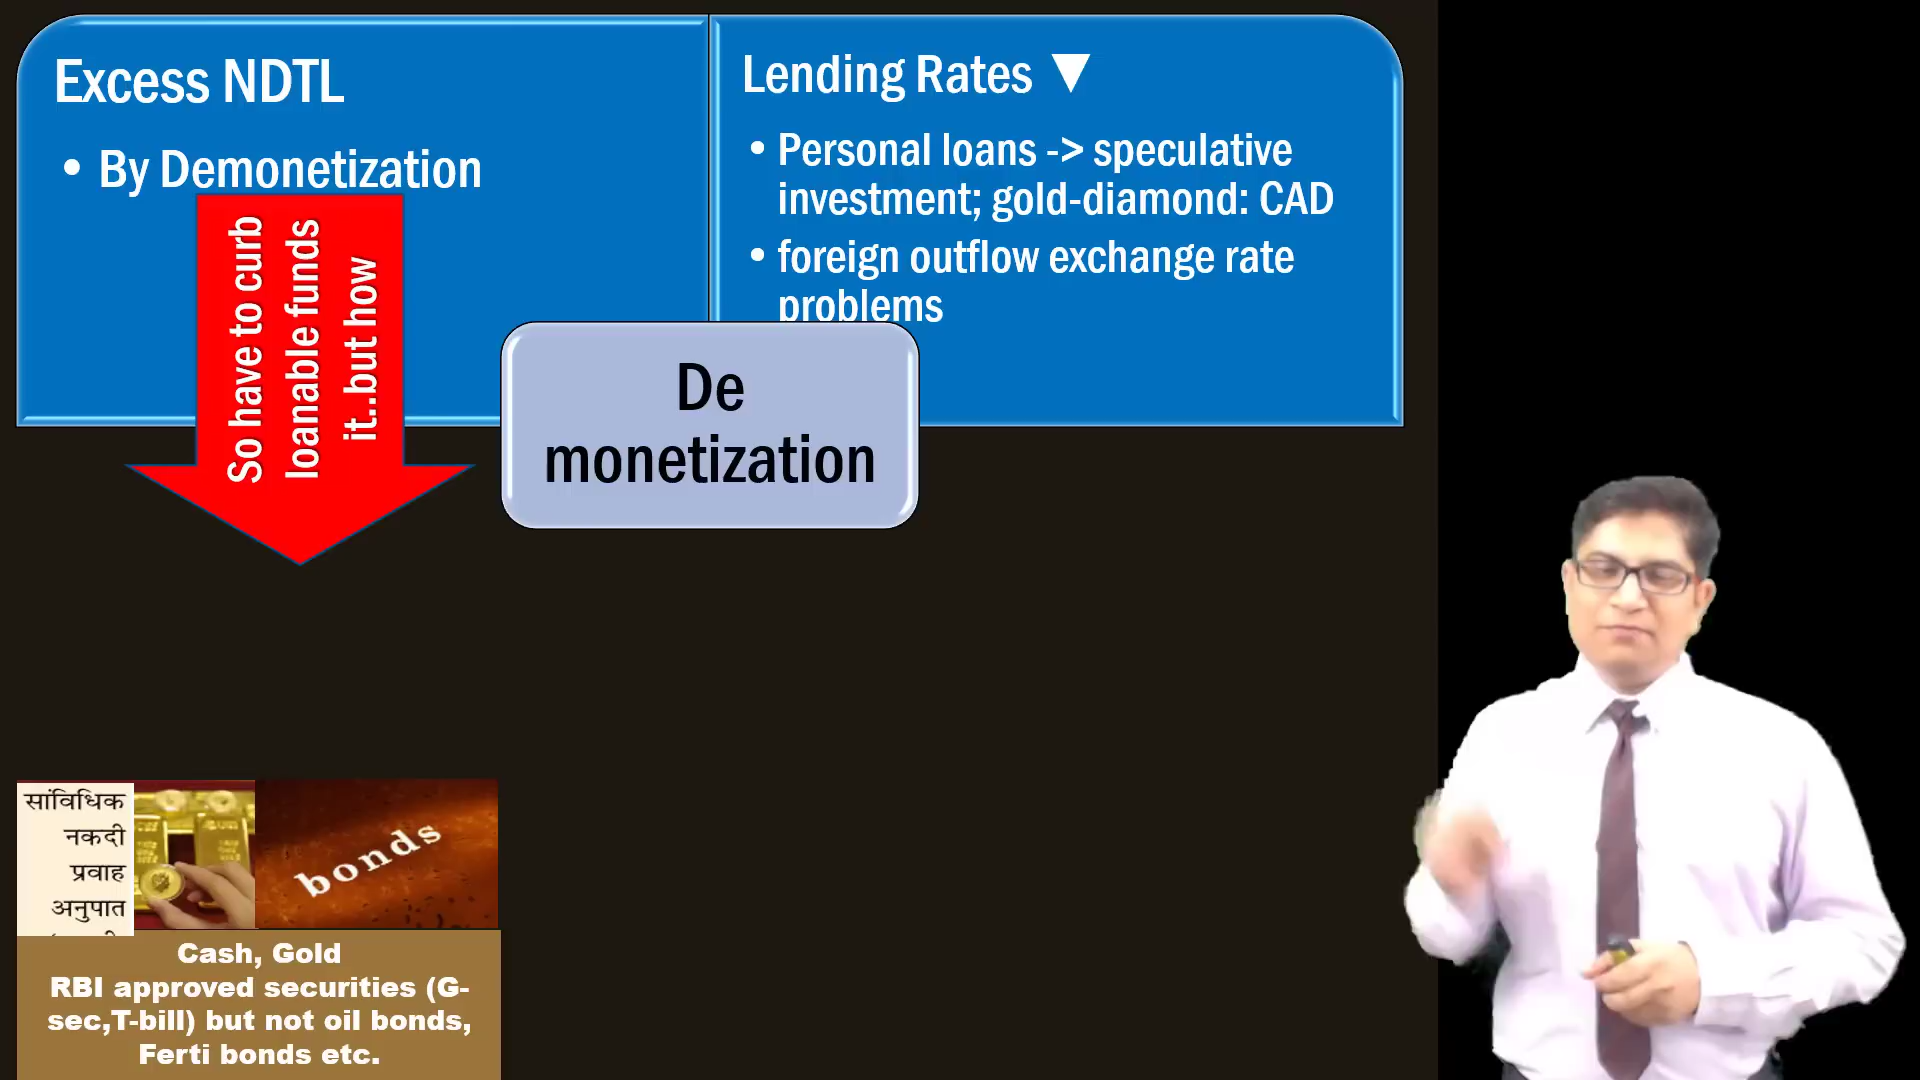 Excess NDTL
• By Demonetization
So have to curb
loanable funds
it..but how
Lending Rates ▼
• Personal loans -> speculative
investment; gold-diamond: CAD
• foreign outflow exchange rate
problems
De
monetization
सांविधिक
नकदी
प्रवाह
अनुपात
bonds
Cash, Gold
RBI approved securities (G-
sec,T-bill) but not oil bonds,
Ferti bonds etc.